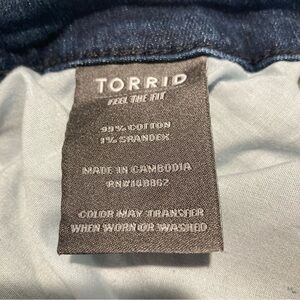 TORRID
FEEL THE FIT
99% COTTON
1% SPANDEX
MADE IN CAMBODIA
COLOR MAY TRANSFER
WHEN WORN OR WASHED